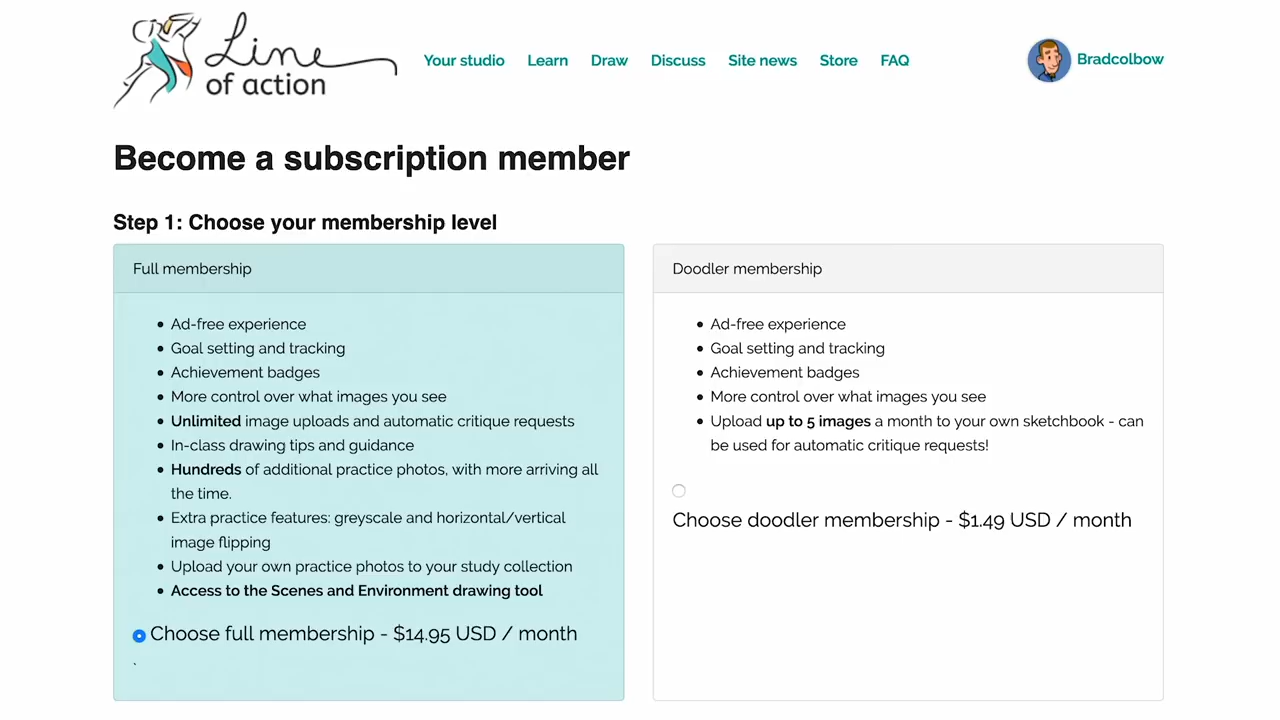 Line
of action
Your studio Learn Draw Discuss Site news Store FAQ
Bradcolbow
Become a subscription member
Step 1: Choose your membership level
Full membership
Ad-free experience
Goal setting and tracking
Achievement badges
More control over what images you see
Unlimited image uploads and automatic critique requests
In-class drawing tips and guidance
Hundreds of additional practice photos, with more arriving all
the time.
Extra practice features: greyscale and horizontal/vertical
image flipping
Upload your own practice photos to your study collection
Access to the Scenes and Environment drawing tool
Choose full membership - $14.95 USD / month
`
Doodler membership
Ad-free experience
Goal setting and tracking
Achievement badges
More control over what images you see
Upload up to 5 images a month to your own sketchbook - can
be used for automatic critique requests!
Choose doodler membership - $1.49 USD / month